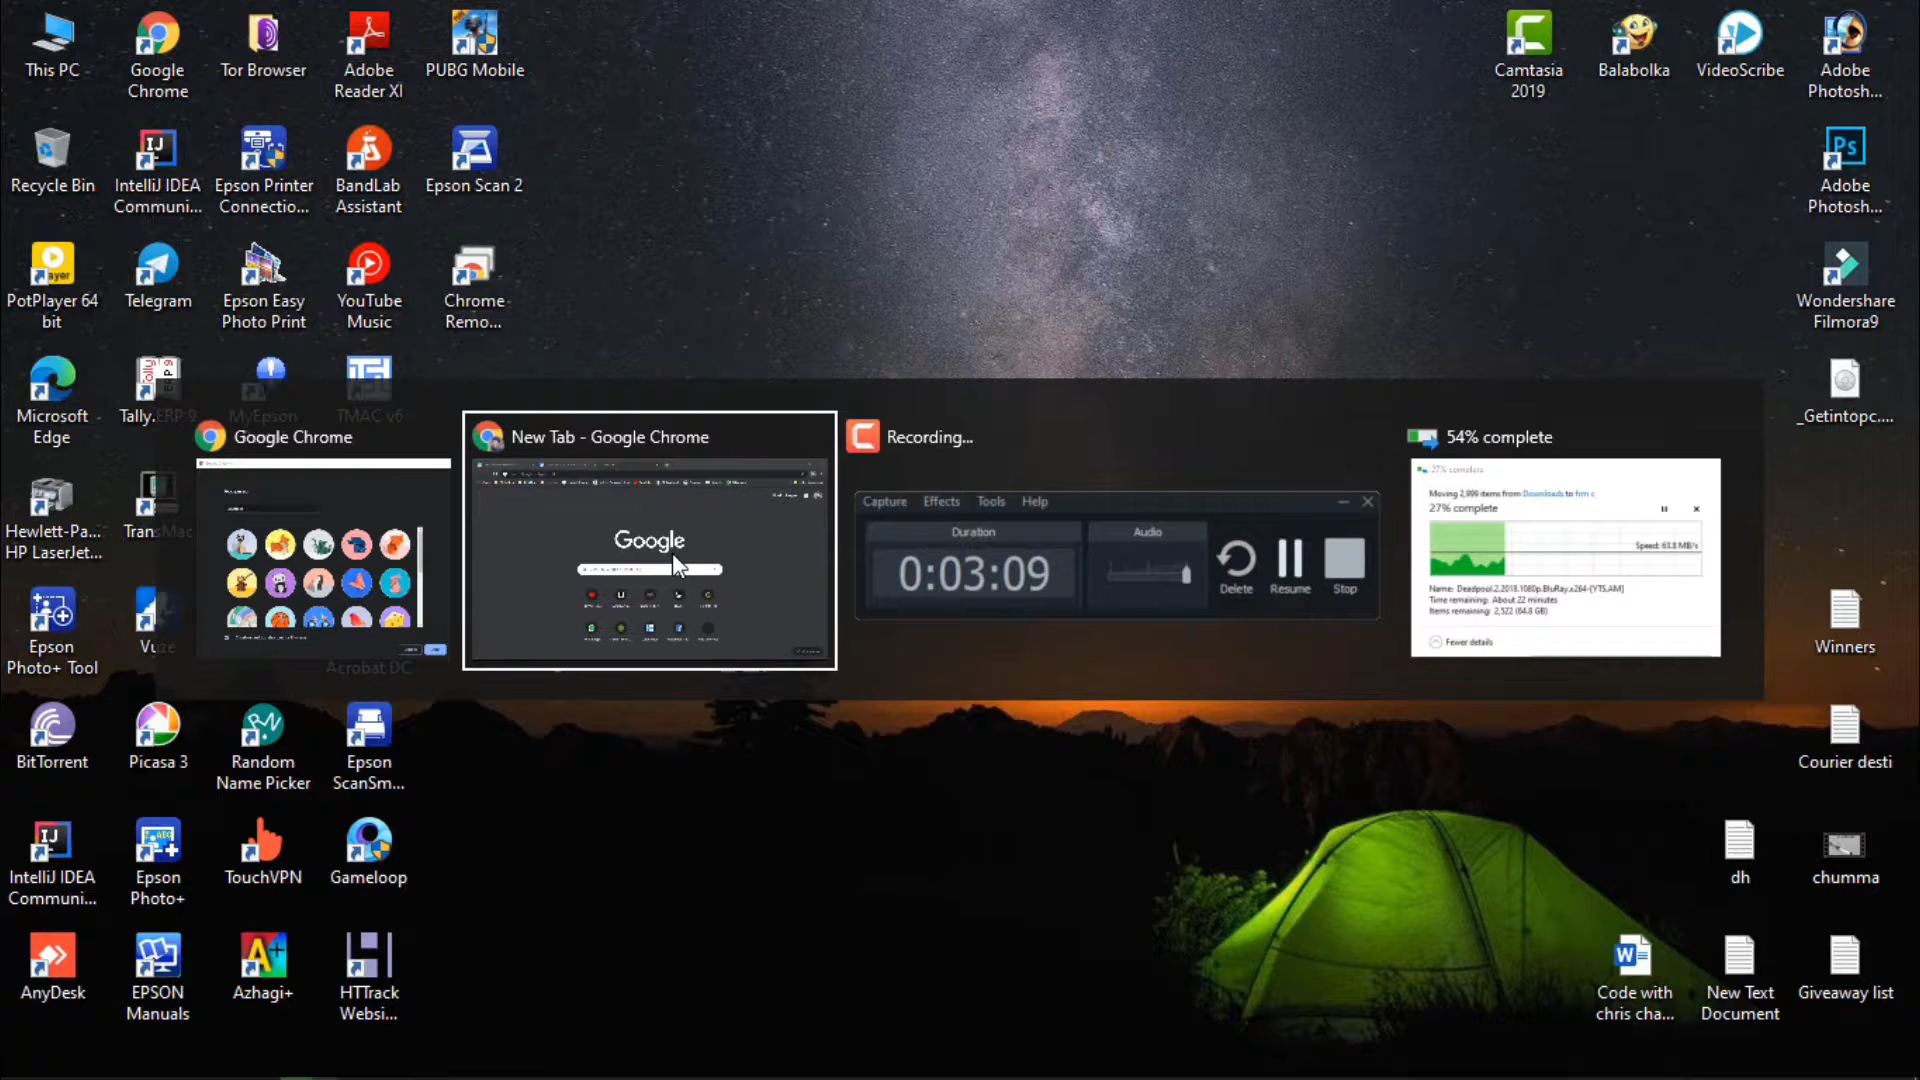 This PC
Google
Chrome
Tor Browser
Adobe
Reader XI
PUBG Mobile
Camtasia
2019
Balabolka
VideoScribe
Adobe
Photosh...
Recycle Bin
IntelliJ IDEA
Communi...
Epson Printer
Connectio...
BandLab
Assistant
Epson Scan 2
Adobe
Photosh...
PotPlayer 64
bit
Telegram
Epson Easy
Photo Print
YouTube
Music
Chrome
Remo...
Wondershare
Filmora9
Microsoft
Edge
Tally.ERP 9
MyEpson
TMAC v6
_Getintopc....
Google Chrome
New Tab - Google Chrome
Recording...
54% complete
Google
Capture
Effects
Tools
Help
Duration
0:03:09
Audio
Delete
Resume
Stop
27% complete
Moving 2,999 items from Downloads to firm c
27% complete
Speed: 63.8 MB/s
Name: Deadpool.2.2018.1080p.BluRay.x264-[YTS.AM]
Time remaining: About 22 minutes
Items remaining: 2,522 (64.8 GB)
Fewer details
Hewlett-Pa...
HP LaserJet...
TransMac
Epson
Photo+ Tool
Vuze
Acrobat DC
Winners
BitTorrent
Picasa 3
Random
Name Picker
Epson
ScanSm...
Courier desti
IntelliJ IDEA
Communi...
Epson
Photo+
TouchVPN
Gameloop
dh
chumma
AnyDesk
EPSON
Manuals
Azhagi+
HTTrack
Websi...
Code with
chris cha...
New Text
Document
Giveaway list